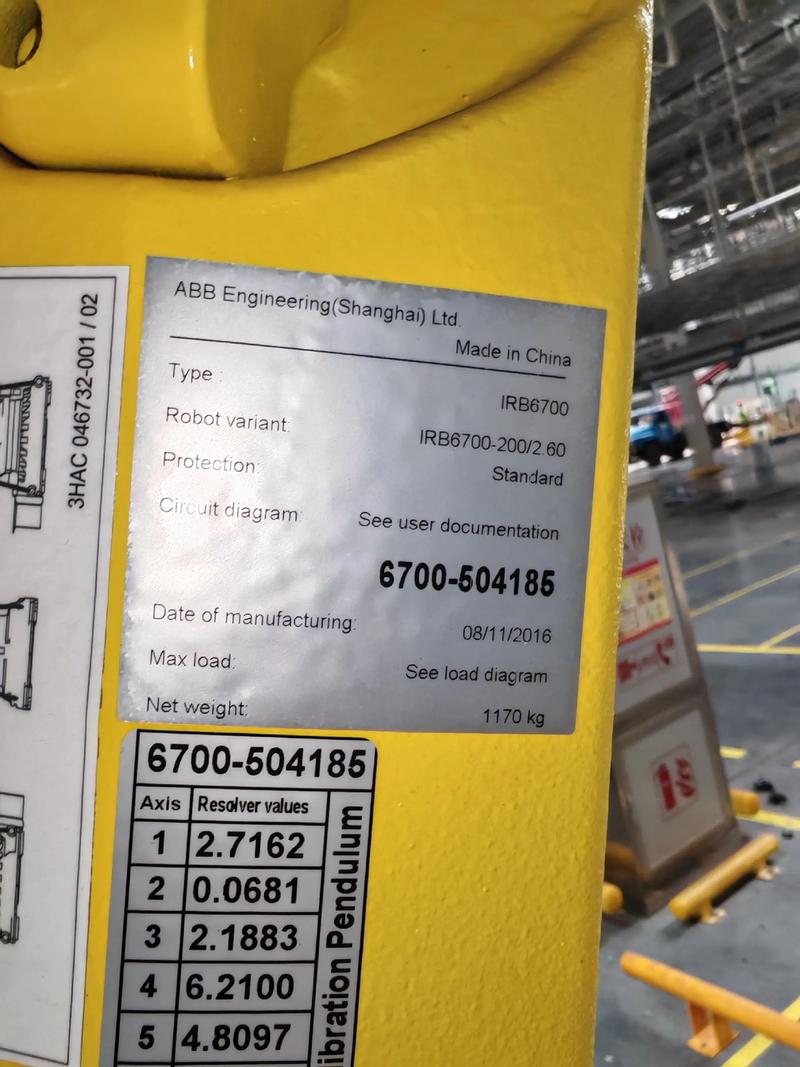 3HAC 046732-001 / 02
ABB Engineering(Shanghai) Ltd.
Made in China
Type : IRB6700
Robot variant: IRB6700-200/2.60
Protection: Standard
Circuit diagram: See user documentation
6700-504185
Date of manufacturing: 08/11/2016
Max load: See load diagram
Net weight: 1170 kg
6700-504185
Axis Resolver values
1 2.7162
2 0.0681
3 2.1883
4 6.2100
5 4.8097
Pendulum